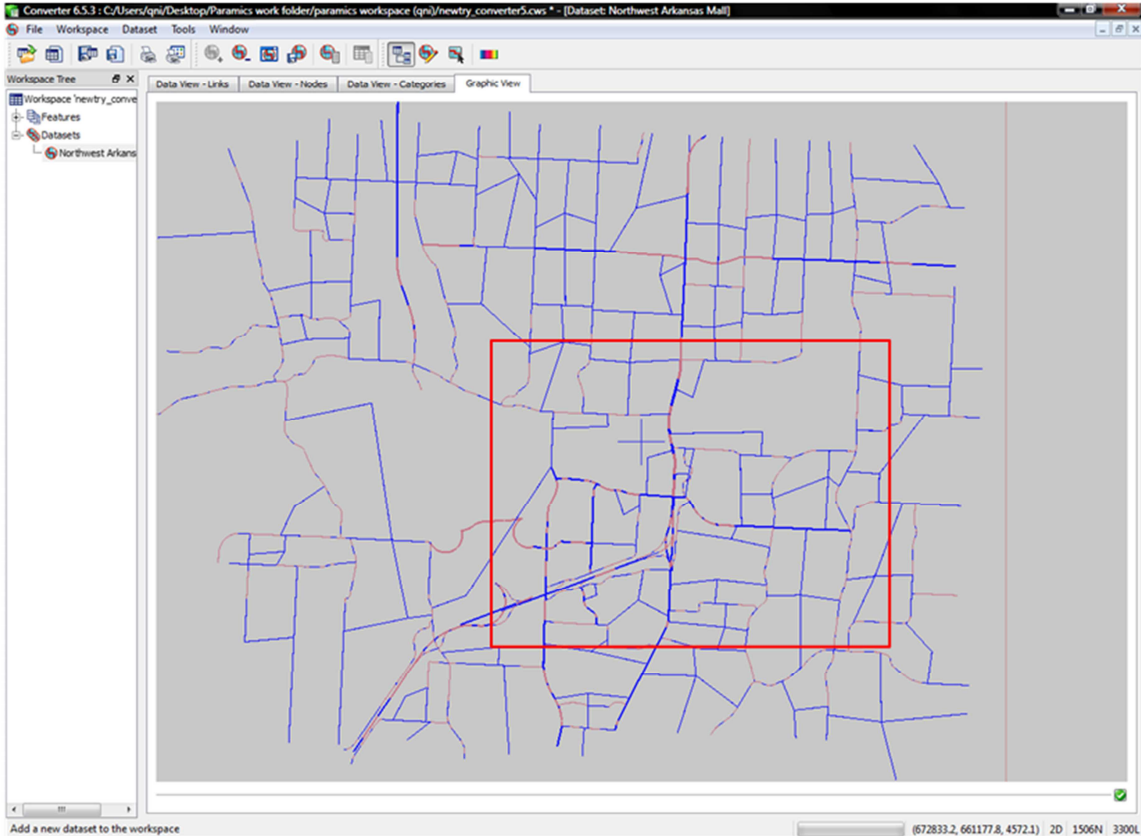 Converter 6.5.3 : C:/Users/qni/Desktop/Paramics work folder/paramics workspace (qni)/newtry_converter5.cws * - [Dataset: Northwest Arkansas Mall]
File Workspace Dataset Tools Window
Workspace Tree
Data View - Links Data View - Nodes Data View - Categories Graphic View
Workspace 'newtry_conve
Features
Datasets
Northwest Arkans
Add a new dataset to the workspace
(672833.2, 661177.8, 4572.1) 2D 1506N 3300L